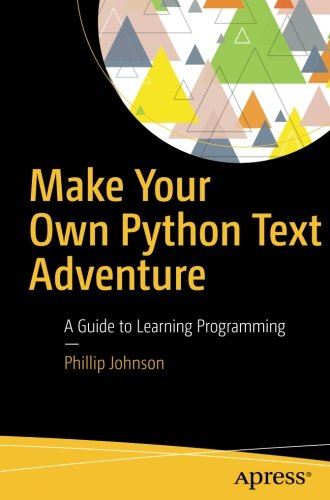 Make Your
Own Python Text
Adventure
A Guide to Learning Programming
—
Phillip Johnson
Apress®